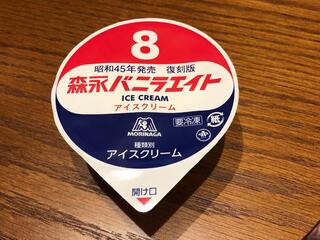 8
昭和45年発売 復刻版
森永バニラエイト
ICE CREAM
アイスクリーム
MORINAGA
要冷凍
紙
A
種類別
アイスクリーム
開け口